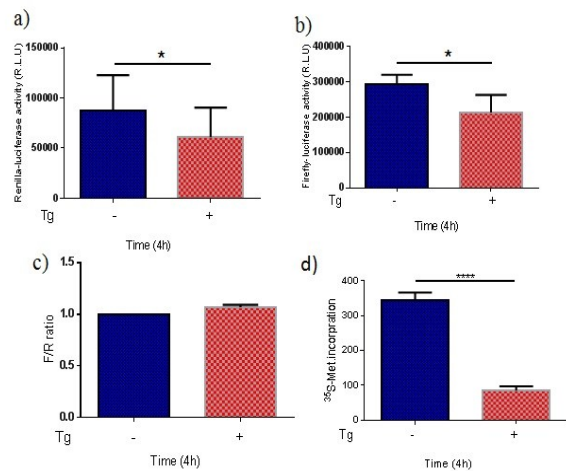 a)
Renilla-luciferase activity (R.L.U)
150000
100000
50000
0
*
Tg - +
Time (4h)
b)
Firefly-luciferase activity (R.L.U)
400000
300000
200000
100000
0
*
Tg - +
Time (4h)
c)
F/R ratio
1.5
1.0
0.5
0.0
Tg - +
Time (4h)
d)
³⁵S-Met.incorpration
400
300
200
100
0
****
Tg - +
Time (4h)